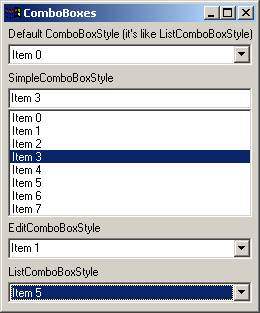 ComboBoxes
Default ComboBoxStyle (it's like ListComboBoxStyle)
Item 0
SimpleComboBoxStyle
Item 3
Item 0
Item 1
Item 2
Item 3
Item 4
Item 5
Item 6
Item 7
EditComboBoxStyle
Item 1
ListComboBoxStyle
Item 5